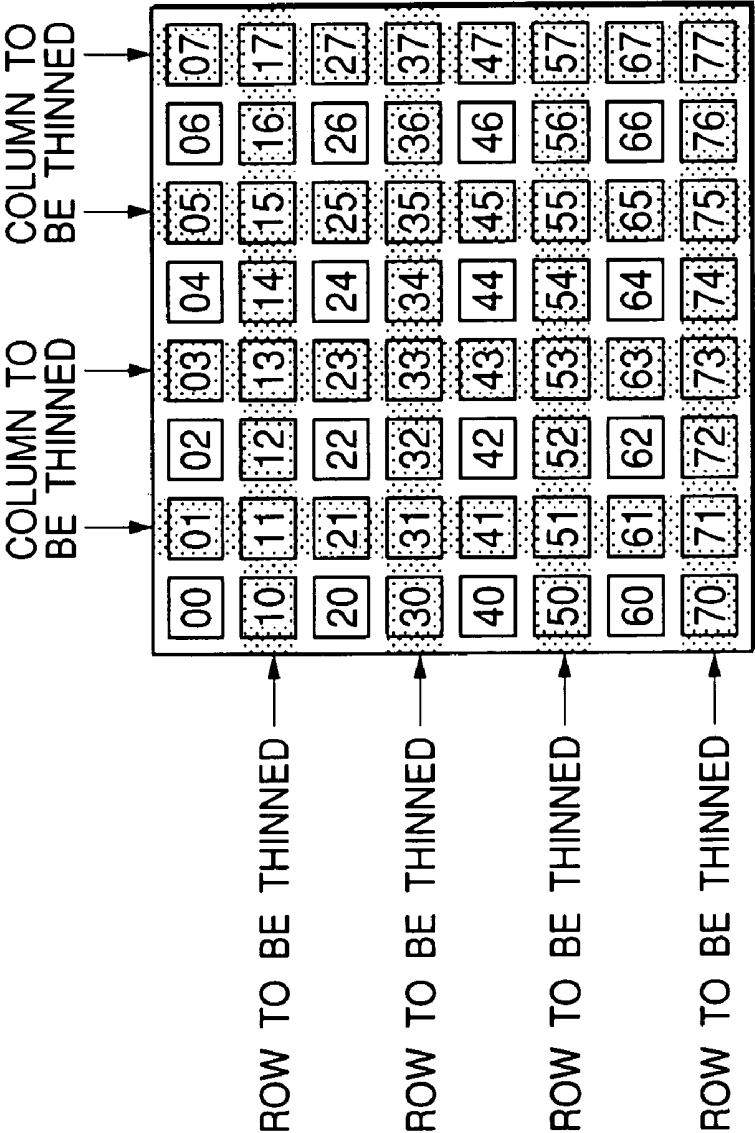 COLUMN TO
BE THINNED
COLUMN TO
BE THINNED
00 01 02 03 04 05 06 07
ROW TO BE THINNED 10 11 12 13 14 15 16 17
20 21 22 23 24 25 26 27
ROW TO BE THINNED 30 31 32 33 34 35 36 37
40 41 42 43 44 45 46 47
ROW TO BE THINNED 50 51 52 53 54 55 56 57
60 61 62 63 64 65 66 67
ROW TO BE THINNED 70 71 72 73 74 75 76 77